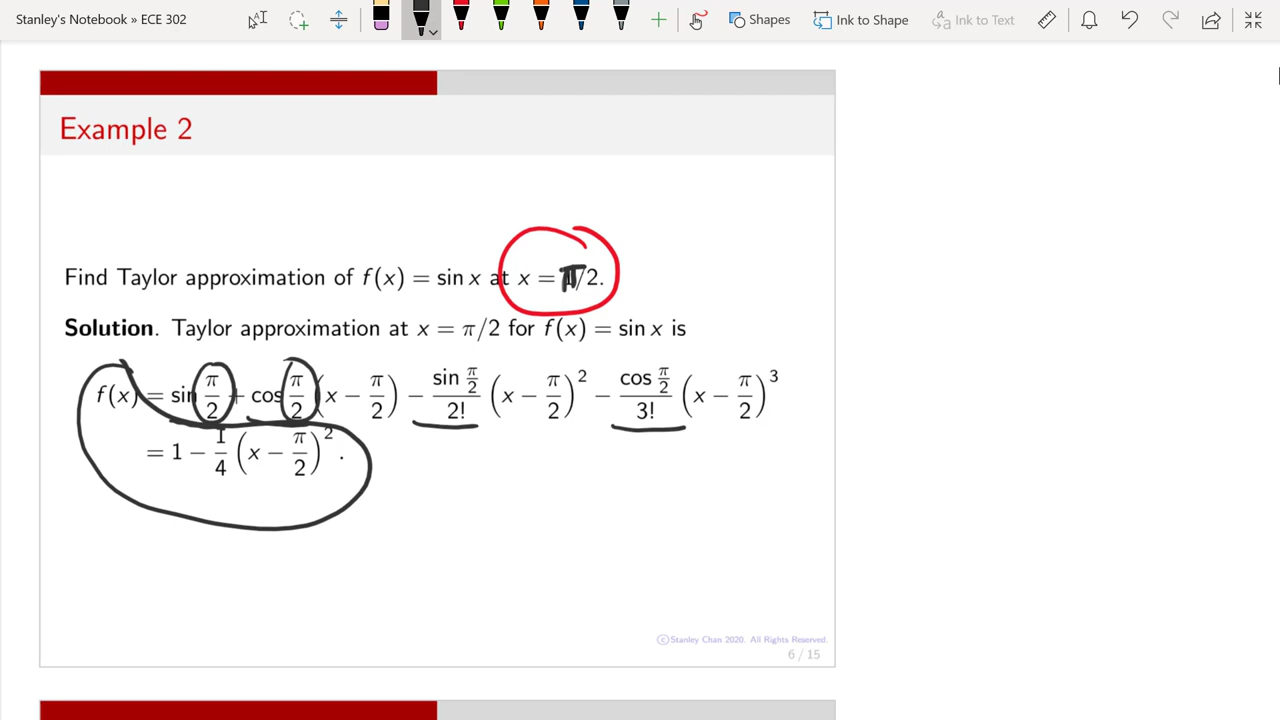 Stanley's Notebook » ECE 302
Shapes
Ink to Shape
Ink to Text
Example 2
Find Taylor approximation of f(x) = sin x at x = π/2.
Solution. Taylor approximation at x = π/2 for f(x) = sin x is
f(x) = sin π/2 + cos π/2 (x − π/2) − sin π/2 / 2! (x − π/2)² − cos π/2 / 3! (x − π/2)³
= 1 − 1/4 (x − π/2)².
©Stanley Chan 2020. All Rights Reserved.
6 / 15